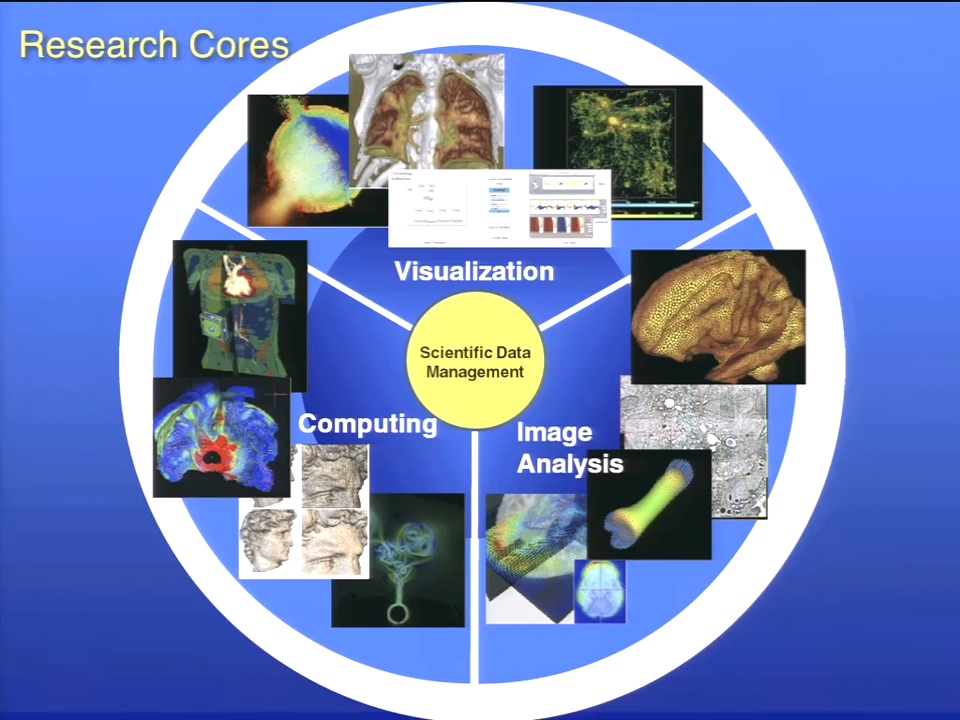 Research Cores
Visualization
Scientific Data
Management
Computing
Image
Analysis